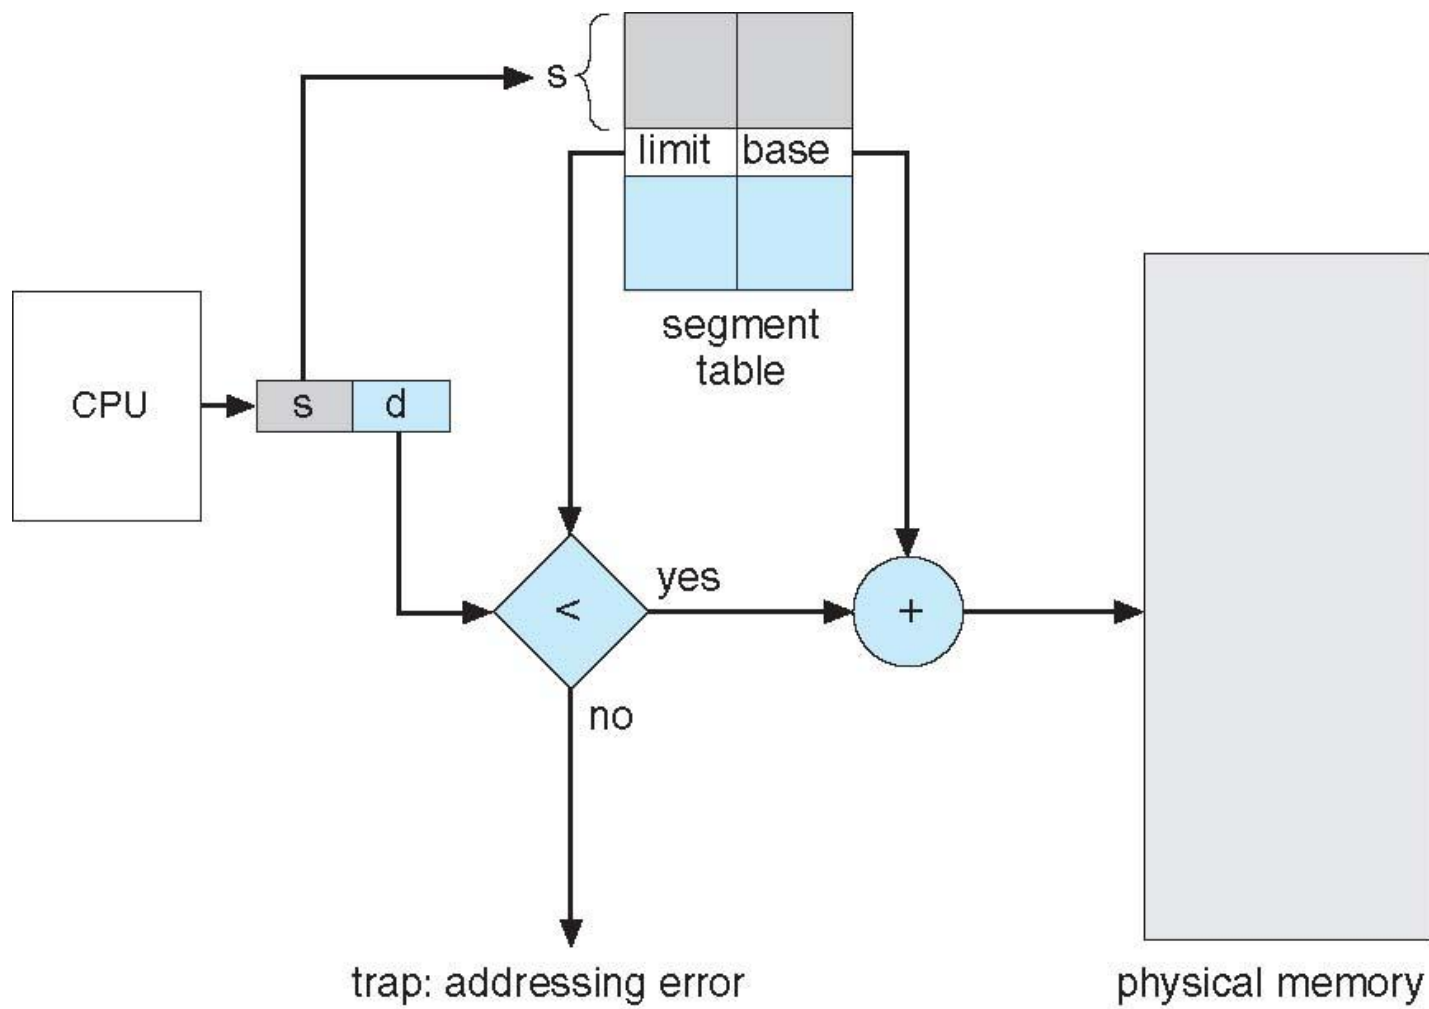 s
limit base
segment
table
CPU
s d
yes
<
+
no
trap: addressing error
physical memory